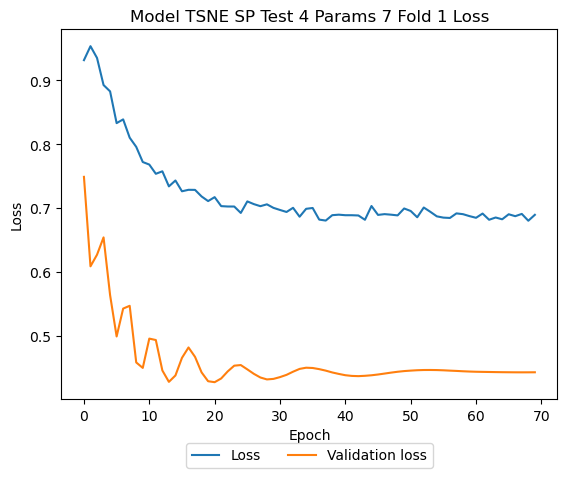 Model TSNE SP Test 4 Params 7 Fold 1 Loss
Loss
0.9
0.8
0.7
0.6
0.5
0 10 20 30 40 50 60 70
Epoch
Loss Validation loss